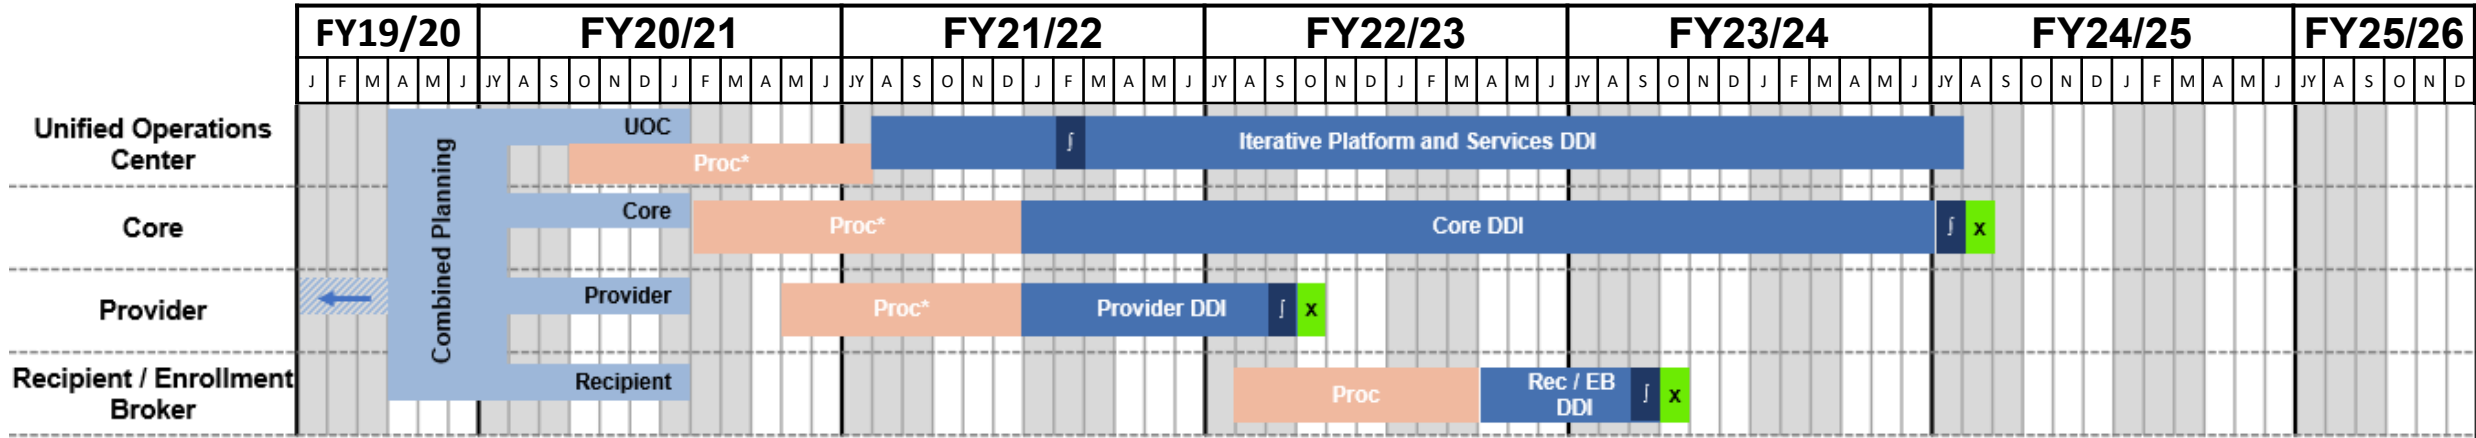 FY19/20 FY20/21 FY21/22 FY22/23 FY23/24 FY24/25 FY25/26
J F M A M J JY A S O N D J F M A M J JY A S O N D J F M A M J JY A S O N D J F M A M J JY A S O N D J F M A M J JY A S O N D J F M A M J JY A S O N D
Unified Operations
Center
Combined Planning
UOC
Proc*
∫
Iterative Platform and Services DDI
Core
Core
Proc*
Core DDI
∫ x
Provider
Provider
Proc*
Provider DDI
∫ x
Recipient / Enrollment
Broker
Recipient
Proc
Rec / EB
DDI
∫ x